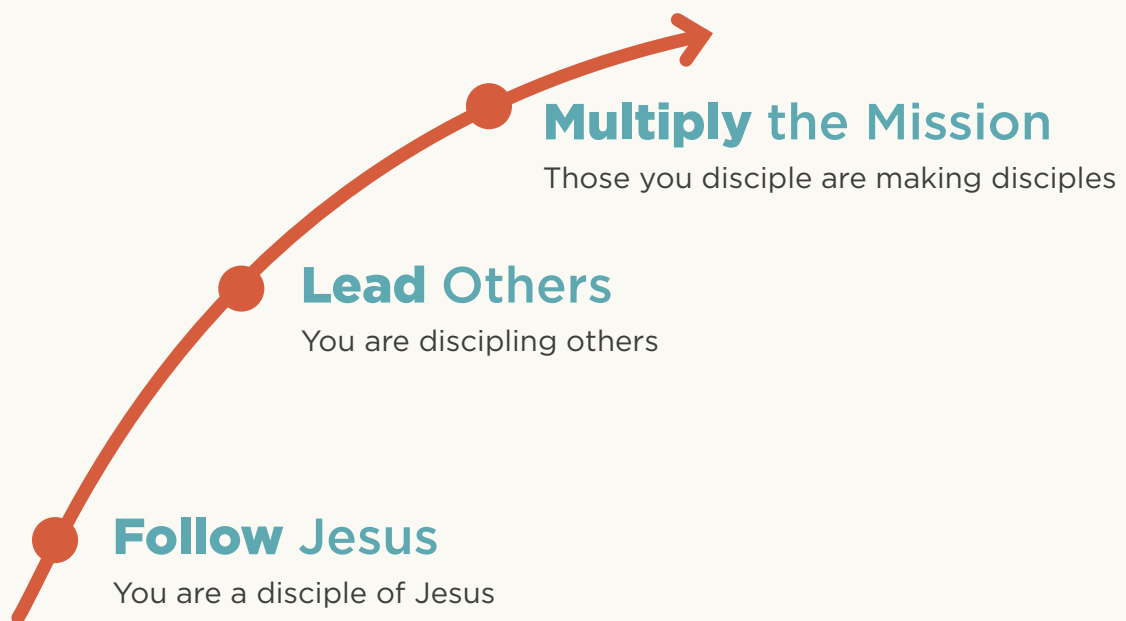 Multiply the Mission
Those you disciple are making disciples
Lead Others
You are discipling others
Follow Jesus
You are a disciple of Jesus